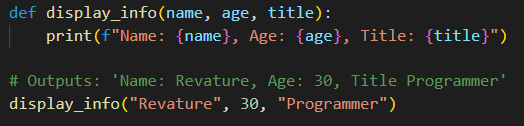 def display_info(name, age, title):
    print(f"Name: {name}, Age: {age}, Title: {title}")

# Outputs: 'Name: Revature, Age: 30, Title Programmer'
display_info("Revature", 30, "Programmer")